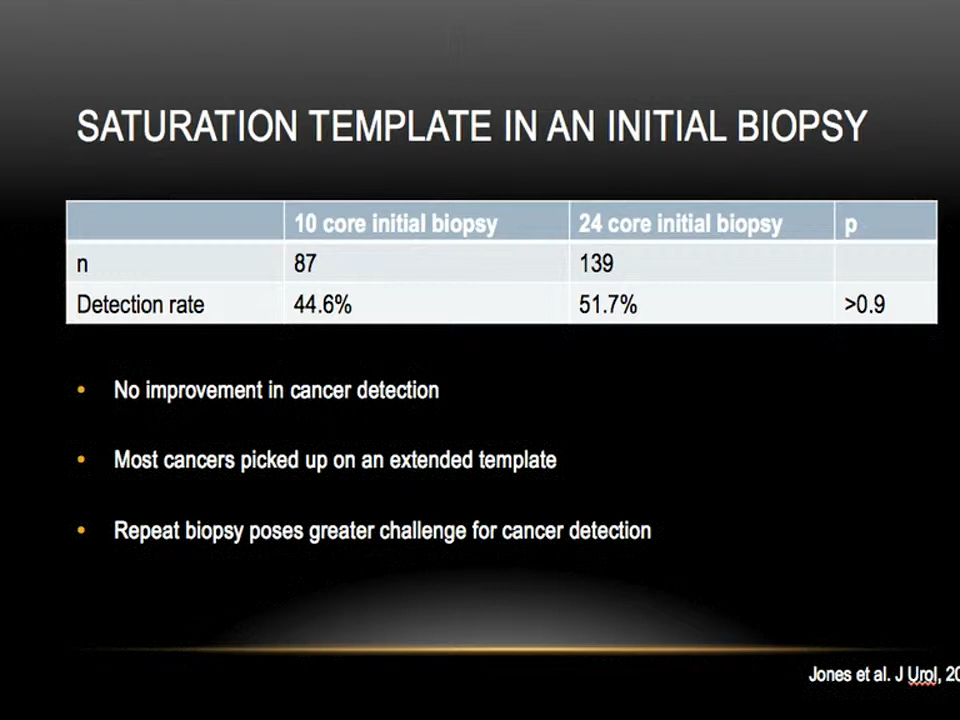 SATURATION TEMPLATE IN AN INITIAL BIOPSY
10 core initial biopsy 24 core initial biopsy p
n 87 139
Detection rate 44.6% 51.7% >0.9
• No improvement in cancer detection
• Most cancers picked up on an extended template
• Repeat biopsy poses greater challenge for cancer detection
Jones et al. J Urol,